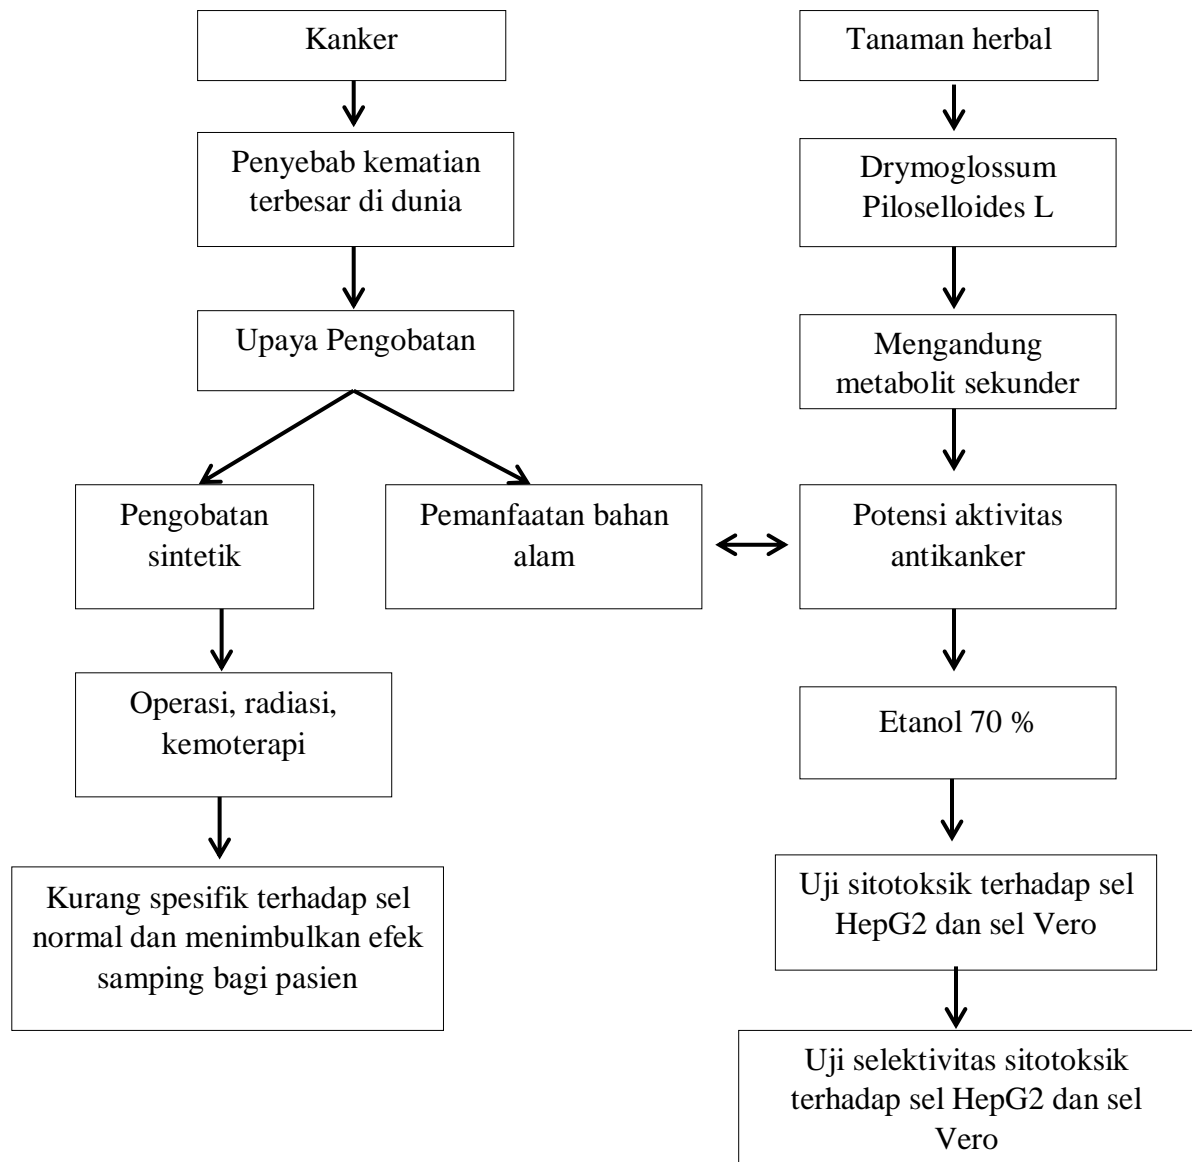 Kanker
Penyebab kematian
terbesar di dunia
Upaya Pengobatan
Pengobatan
sintetik
Pemanfaatan bahan
alam
Operasi, radiasi,
kemoterapi
Kurang spesifik terhadap sel
normal dan menimbulkan efek
samping bagi pasien
Tanaman herbal
Drymoglossum
Piloselloides L
Mengandung
metabolit sekunder
Potensi aktivitas
antikanker
Etanol 70 %
Uji sitotoksik terhadap sel
HepG2 dan sel Vero
Uji selektivitas sitotoksik
terhadap sel HepG2 dan sel
Vero